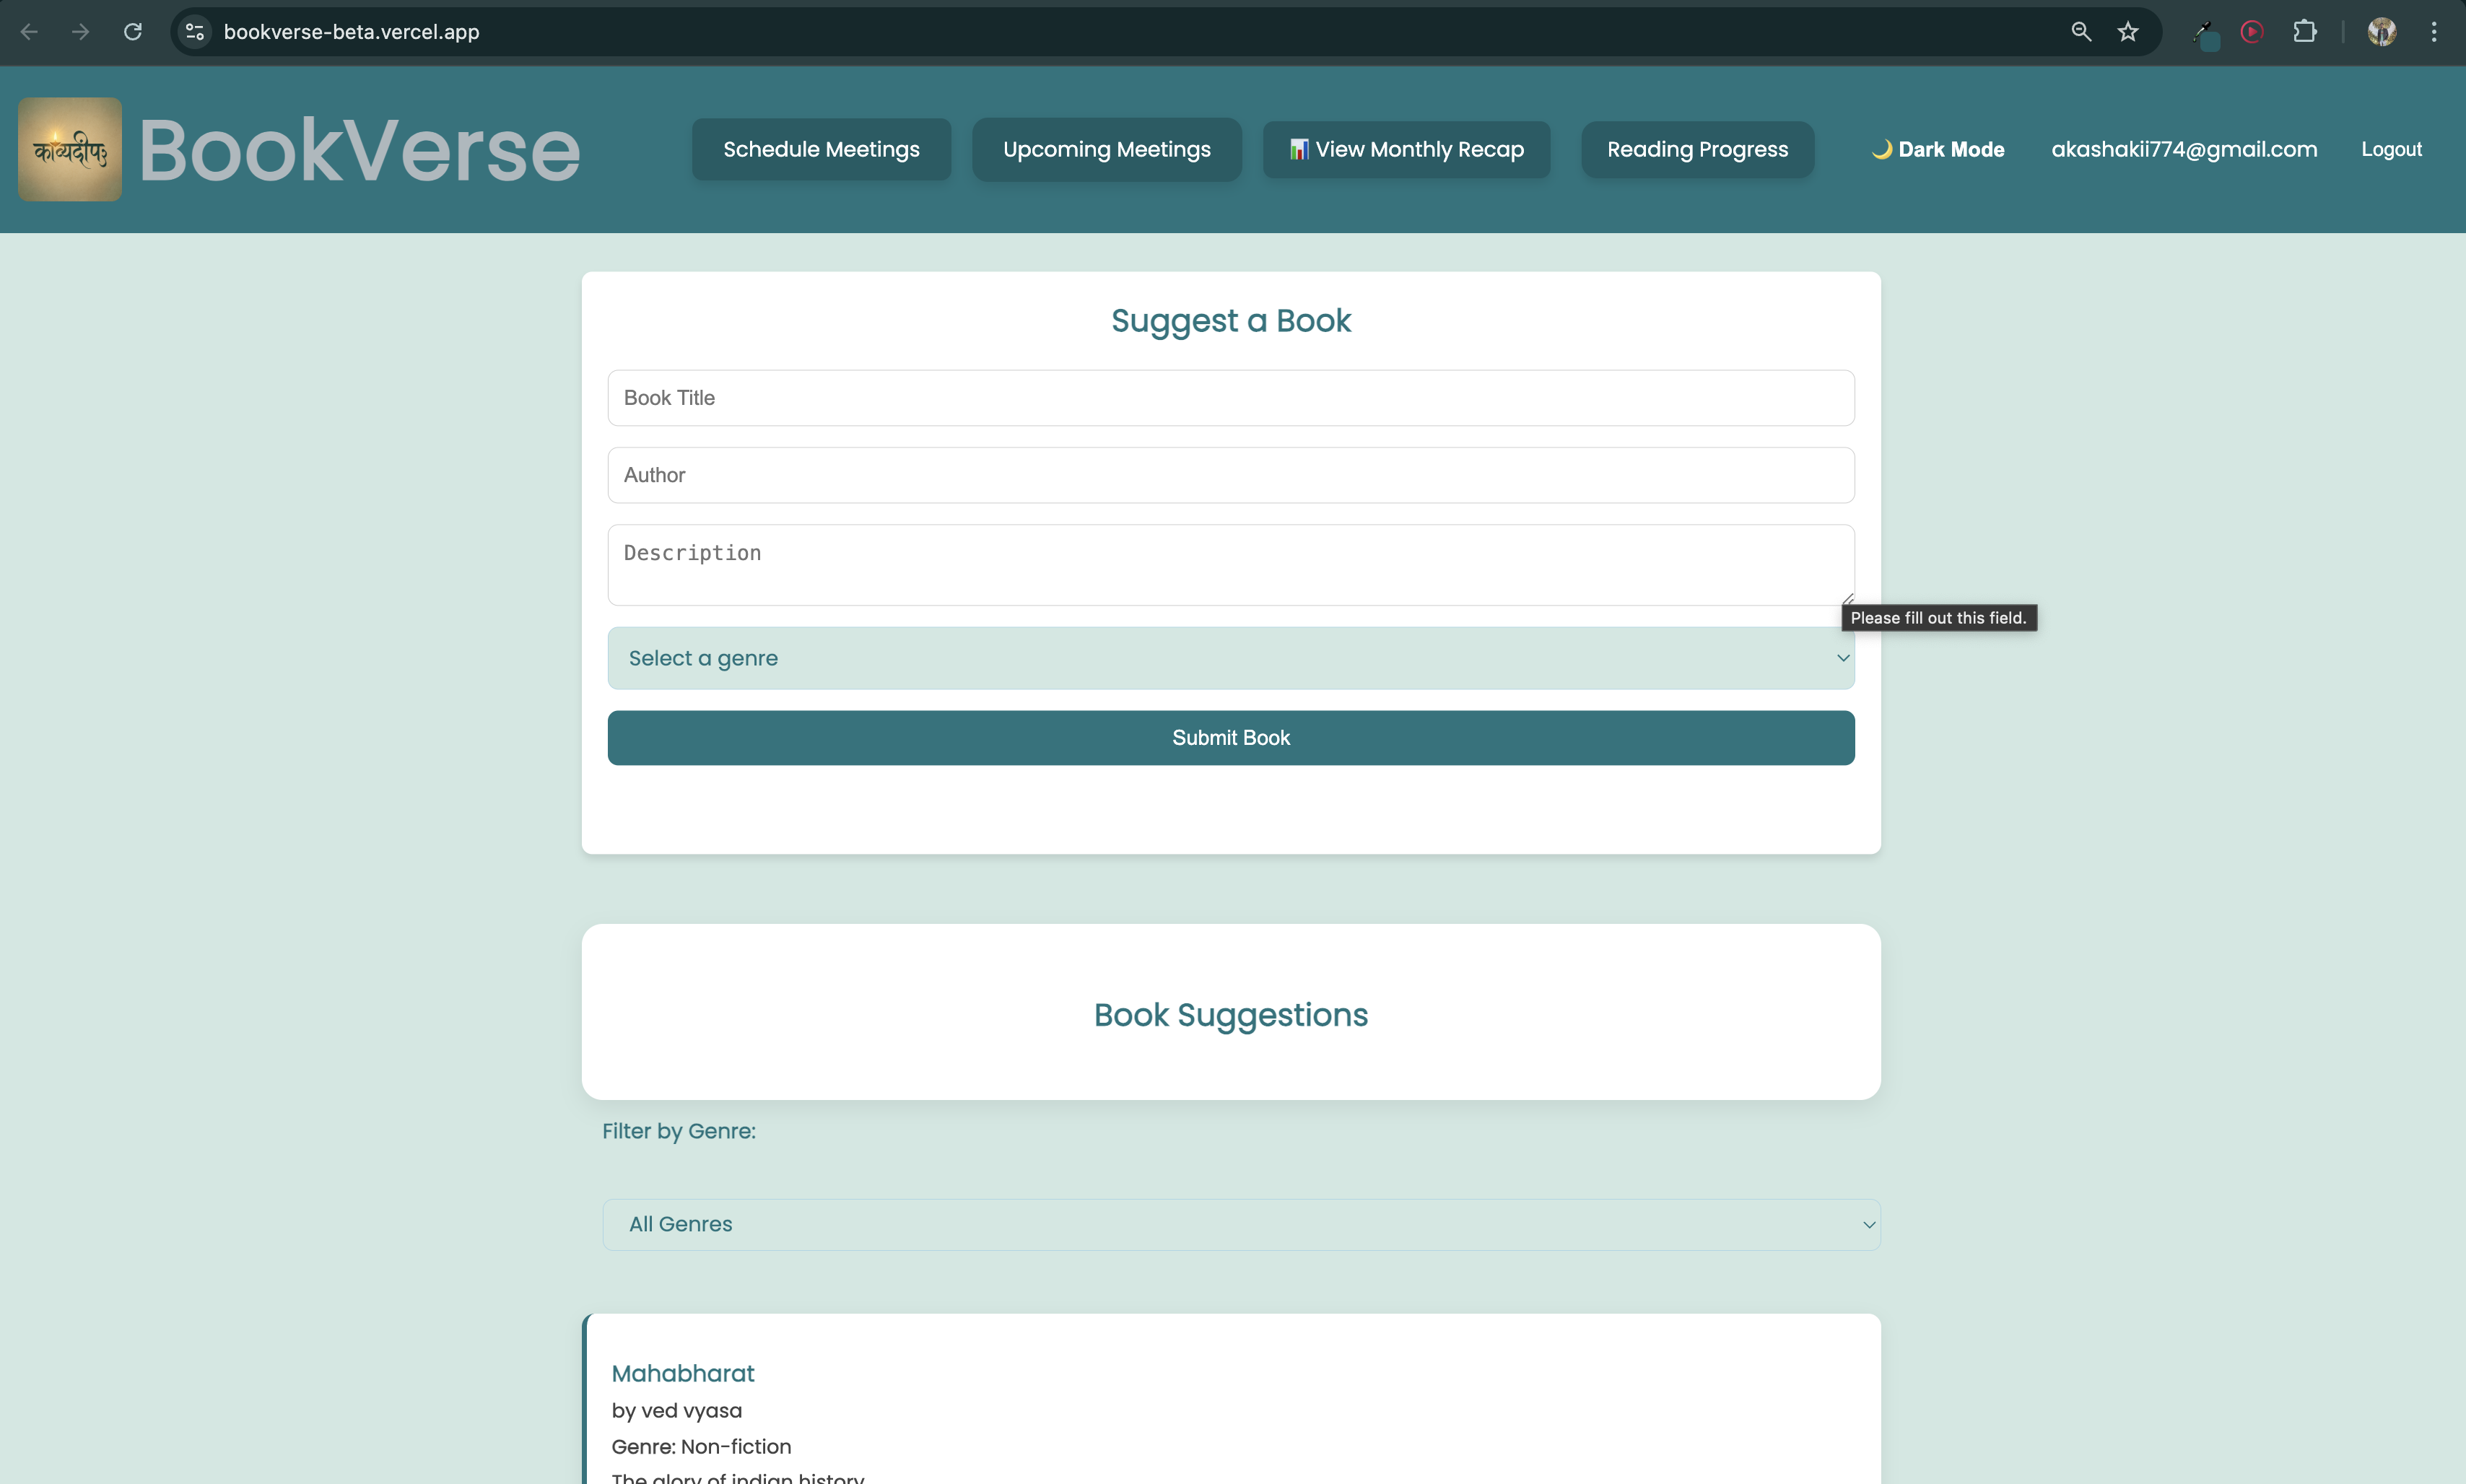 bookverse-beta.vercel.app
काव्यदीपः
BookVerse
Schedule Meetings
Upcoming Meetings
View Monthly Recap
Reading Progress
Dark Mode
akashakii774@gmail.com
Logout
Suggest a Book
Book Title
Author
Description
Please fill out this field.
Select a genre
Submit Book
Book Suggestions
Filter by Genre:
All Genres
Mahabharat
by ved vyasa
Genre: Non-fiction
The glory of indian history